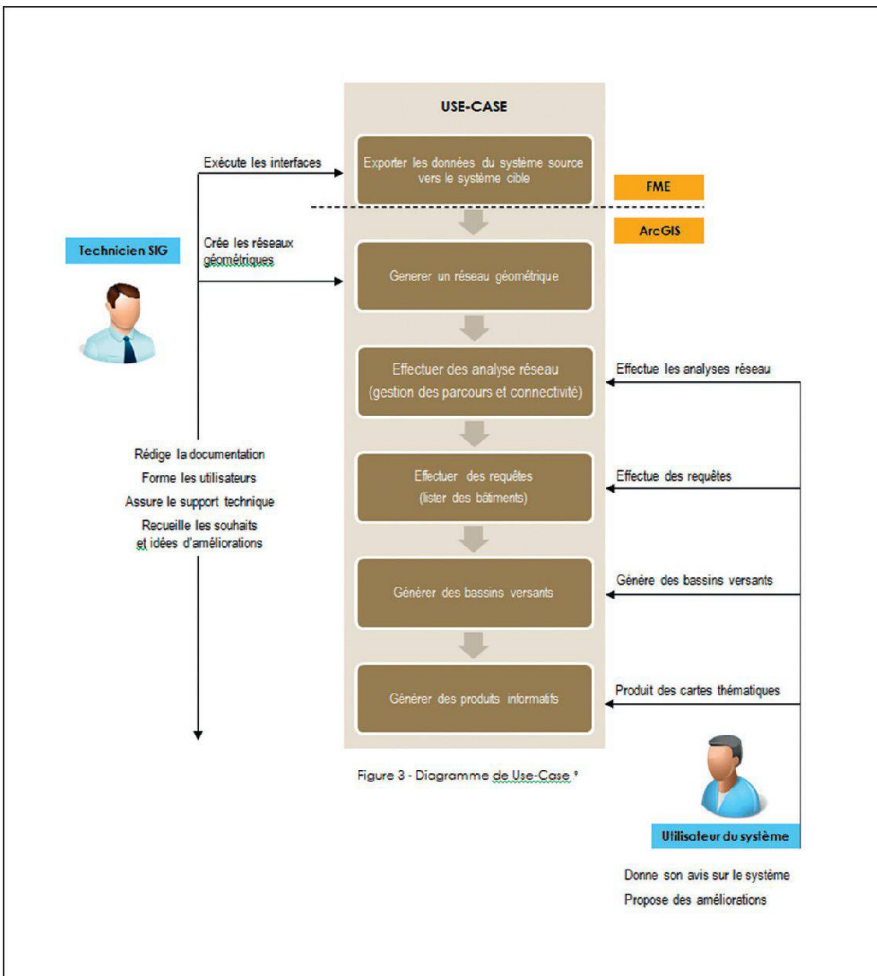 USE-CASE
Exécute les interfaces
Exporter les données du système source
vers le système cible
FME
ArcGIS
Technicien SIG
Crée les réseaux
géométriques
Generer un réseau géométrique
Effectuer des analyse réseau
(gestion des parcours et connectivité)
Effectue les analyses réseau
Rédige la documentation
Forme les utilisateurs
Assure le support technique
Recueille les souhaits
et idées d'améliorations
Effectuer des requêtes
(lister des bâtiments)
Effectue des requêtes
Générer des bassins versants
Génère des bassins versants
Générer des produits informatifs
Produit des cartes thématiques
Figure 3 - Diagramme de Use-Case
Utilisateur du système
Donne son avis sur le système
Propose des améliorations